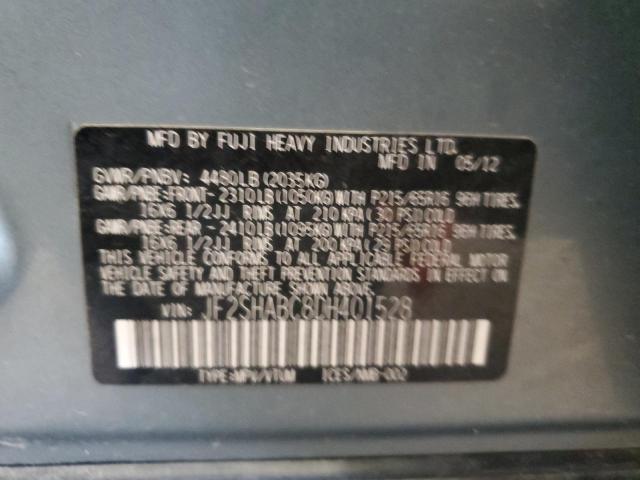 MFD BY FUJI HEAVY INDUSTRIES LTD.
MFD IN 05/12
GVWR/PNBV: 4480LB (2035KG)
GAWR/PNBE:FRONT- 2310LB(1050KG)WITH P215/65R16 96H TIRES,
16X6 1/2JJ RIMS AT 210 KPA(30 PSI)COLD
GAWR/PNBE:REAR - 2410LB(1095KG)WITH P215/65R16 96H TIRES,
16X6 1/2JJ RIMS AT 200 KPA(29 PSI)COLD
THIS VEHICLE CONFORMS TO ALL APPLICABLE FEDERAL MOTOR
VEHICLE SAFETY AND THEFT PREVENTION STANDARDS IN EFFECT
ON THE DATE OF MANUFACTURE SHOWN ABOVE.
VIN: JF2SHABC8DH401528
TYPE:MPV/VTUM ICES/NMB-002